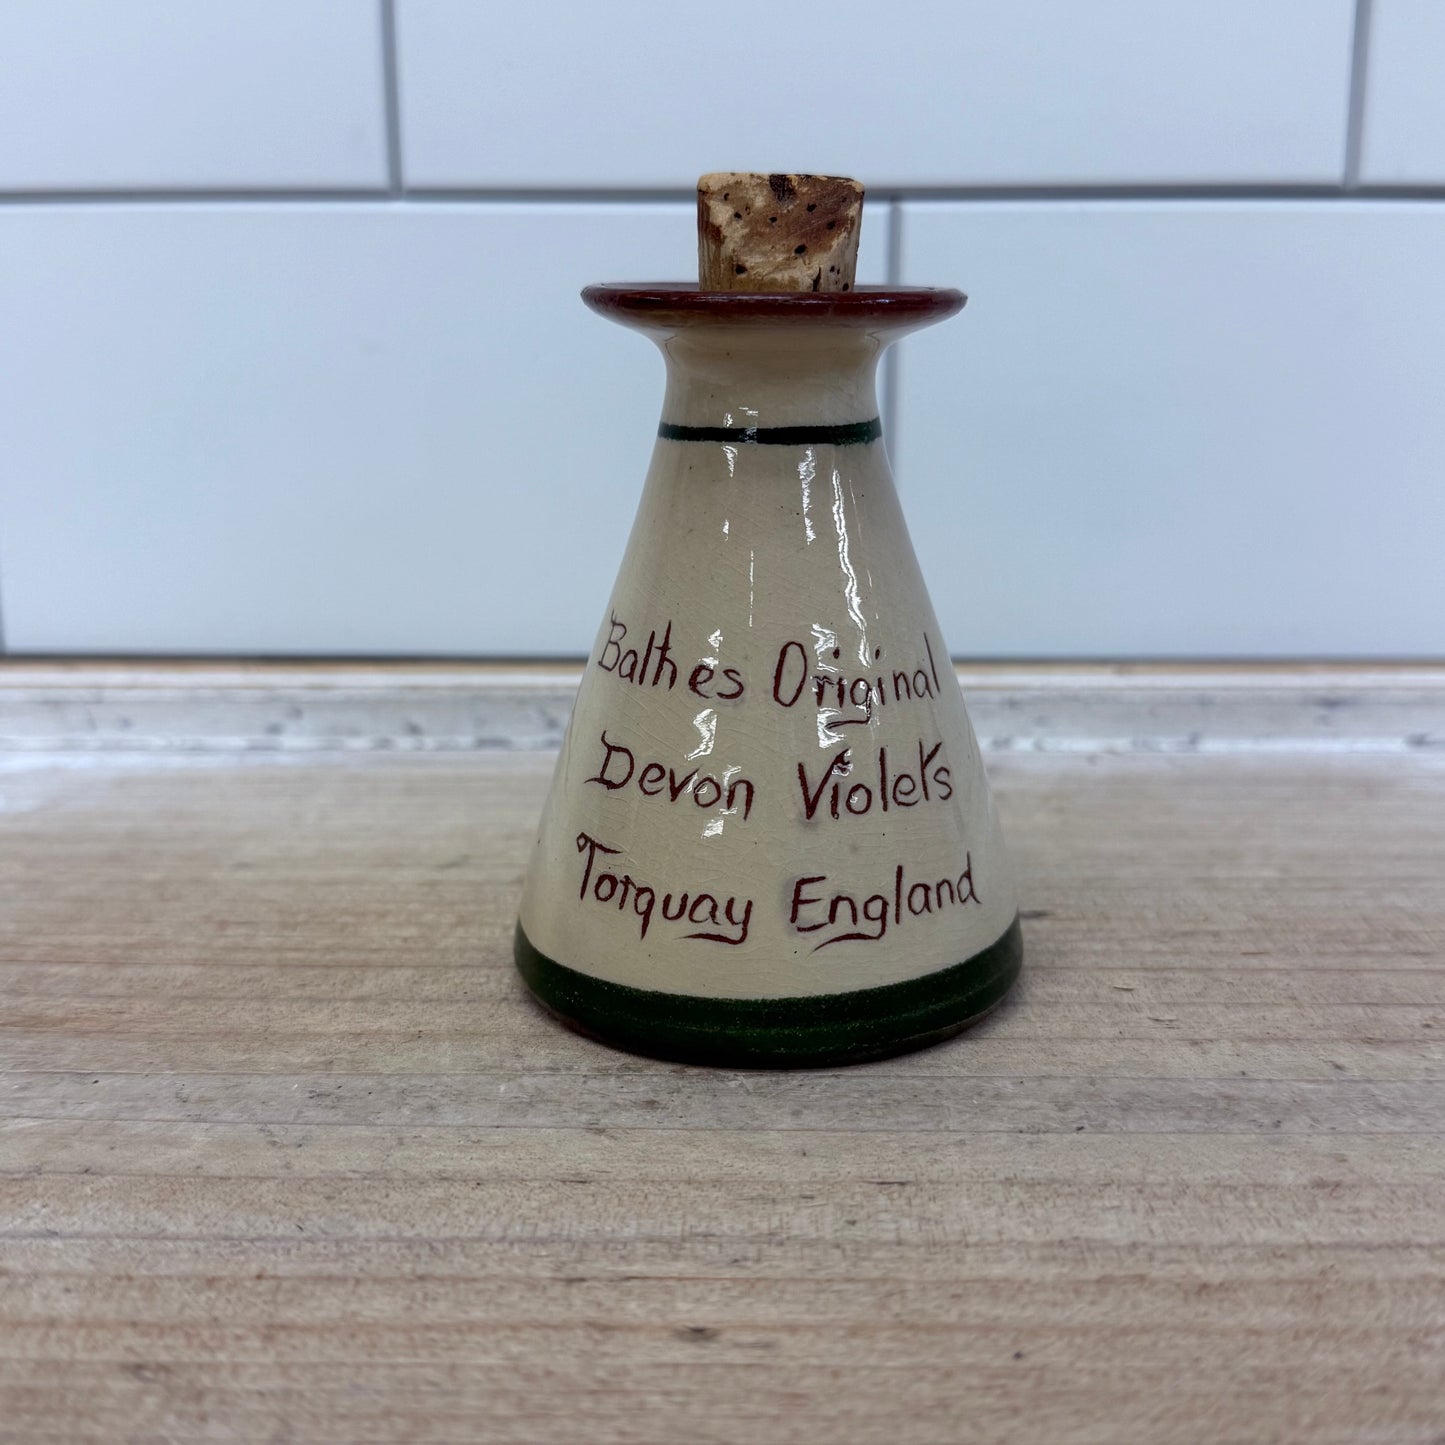 Balthes Original
Devon Violets
Torquay England